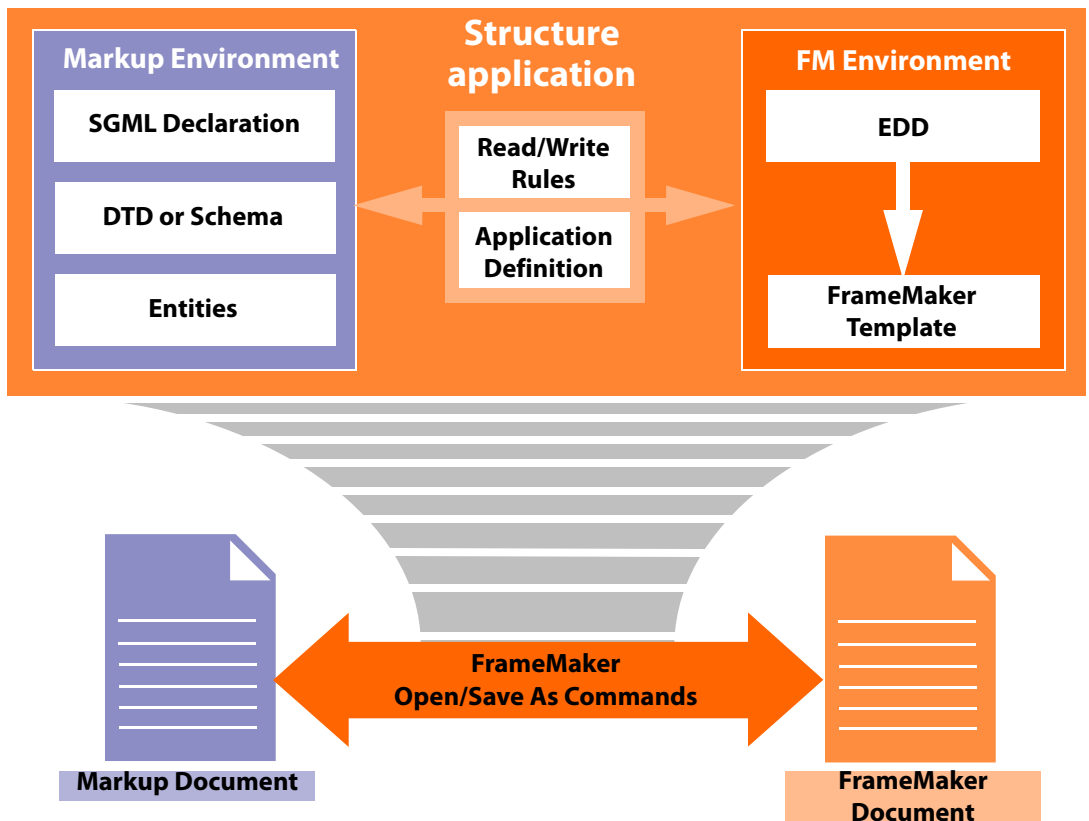 Structure
application
Markup Environment
SGML Declaration
DTD or Schema
Entities
Read/Write
Rules
Application
Definition
FM Environment
EDD
FrameMaker
Template
FrameMaker
Open/Save As Commands
Markup Document
FrameMaker
Document